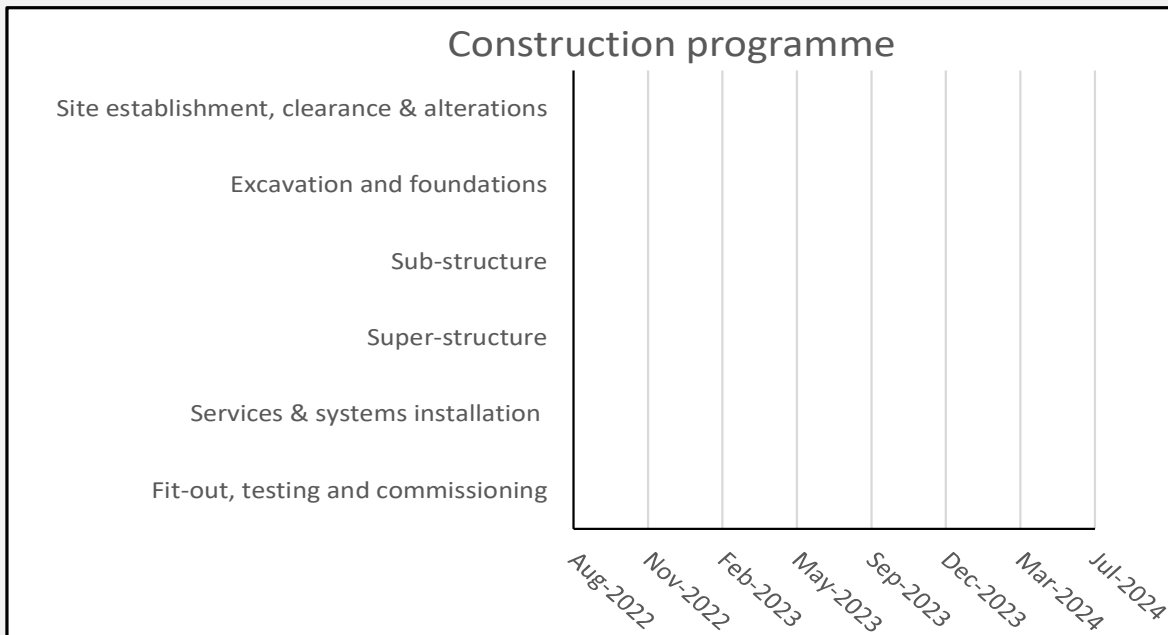 Construction programme
Site establishment, clearance & alterations
Excavation and foundations
Sub-structure
Super-structure
Services & systems installation
Fit-out, testing and commissioning
Aug-2022
Nov-2022
Feb-2023
May-2023
Sep-2023
Dec-2023
Mar-2024
Jul-2024